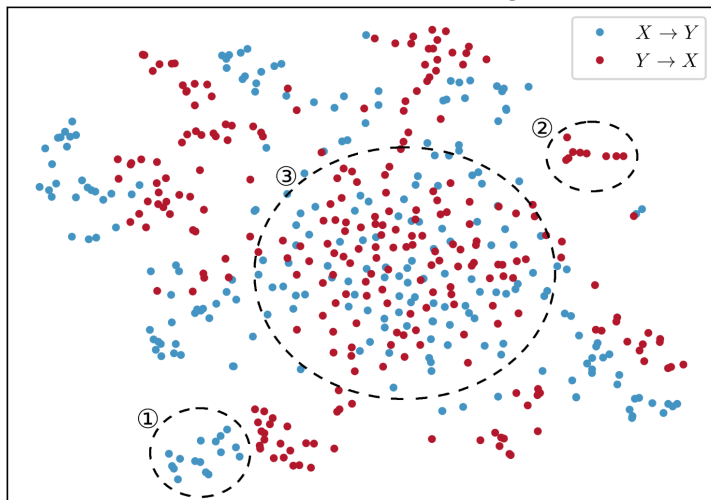 X → Y
Y → X
②
③
①